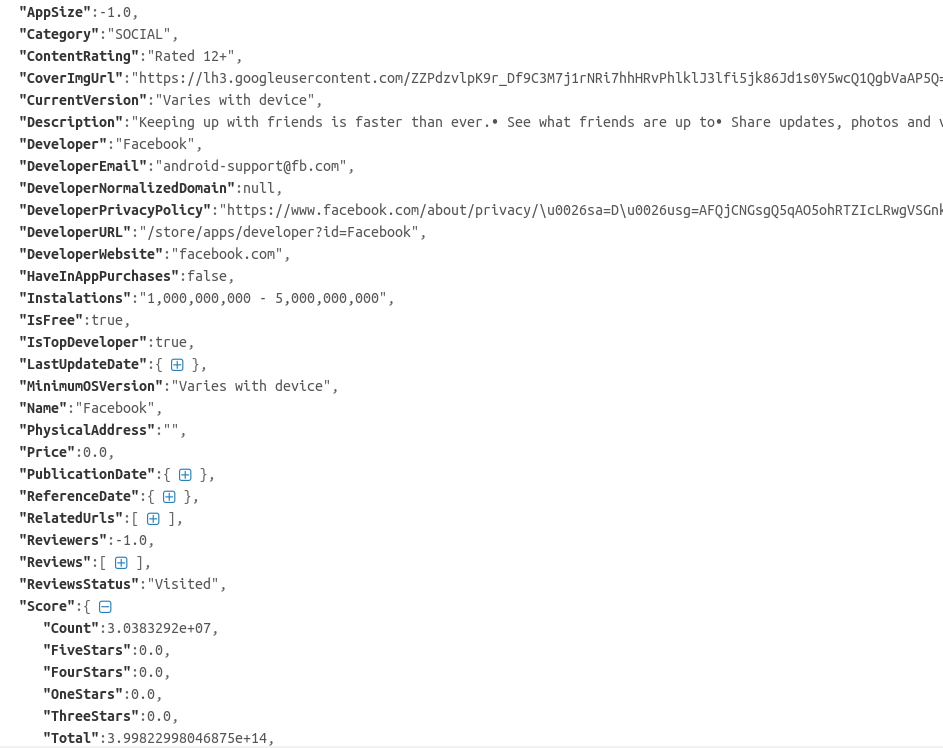 "AppSize":-1.0,
"Category":"SOCIAL",
"ContentRating":"Rated 12+",
"CoverImgUrl":"https://lh3.googleusercontent.com/ZZPdzvlpK9r_Df9C3M7j1rNRi7hhHRvPhlklJ3lfi5jk86Jd1s0Y5wcQ1QgbVaAP5Q=
"CurrentVersion":"Varies with device",
"Description":"Keeping up with friends is faster than ever.• See what friends are up to• Share updates, photos and v
"Developer":"Facebook",
"DeveloperEmail":"android-support@fb.com",
"DeveloperNormalizedDomain":null,
"DeveloperPrivacyPolicy":"https://www.facebook.com/about/privacy/\u0026sa=D\u0026usg=AFQjCNGsgQ5qAO5ohRTZIcLRwgVSGnk
"DeveloperURL":"/store/apps/developer?id=Facebook",
"DeveloperWebsite":"facebook.com",
"HaveInAppPurchases":false,
"Instalations":"1,000,000,000 - 5,000,000,000",
"IsFree":true,
"IsTopDeveloper":true,
"LastUpdateDate":{ },
"MinimumOSVersion":"Varies with device",
"Name":"Facebook",
"PhysicalAddress":"",
"Price":0.0,
"PublicationDate":{ },
"ReferenceDate":{ },
"RelatedUrls":[ ],
"Reviewers":-1.0,
"Reviews":[ ],
"ReviewsStatus":"Visited",
"Score":{
"Count":3.0383292e+07,
"FiveStars":0.0,
"FourStars":0.0,
"OneStars":0.0,
"ThreeStars":0.0,
"Total":3.99822998046875e+14,